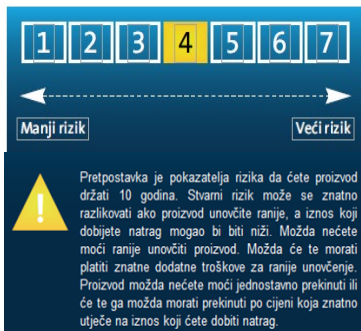 1 2 3 4 5 6 7
Manji rizik Veći rizik
!
Pretpostavka je pokazatelja rizika da ćete proizvod
držati 10 godina. Stvarni rizik može se znatno
razlikovati ako proizvod unovčite ranije, a iznos koji
dobijete natrag mogao bi biti niži. Možda nećete
moći ranije unovčiti proizvod. Možda će te morati
platiti znatne dodatne troškove za ranije unovčenje.
Proizvod možda nećete moći jednostavno prekinuti ili
će te ga možda morati prekinuti po cijeni koja znatno
utječe na iznos koji ćete dobiti natrag.